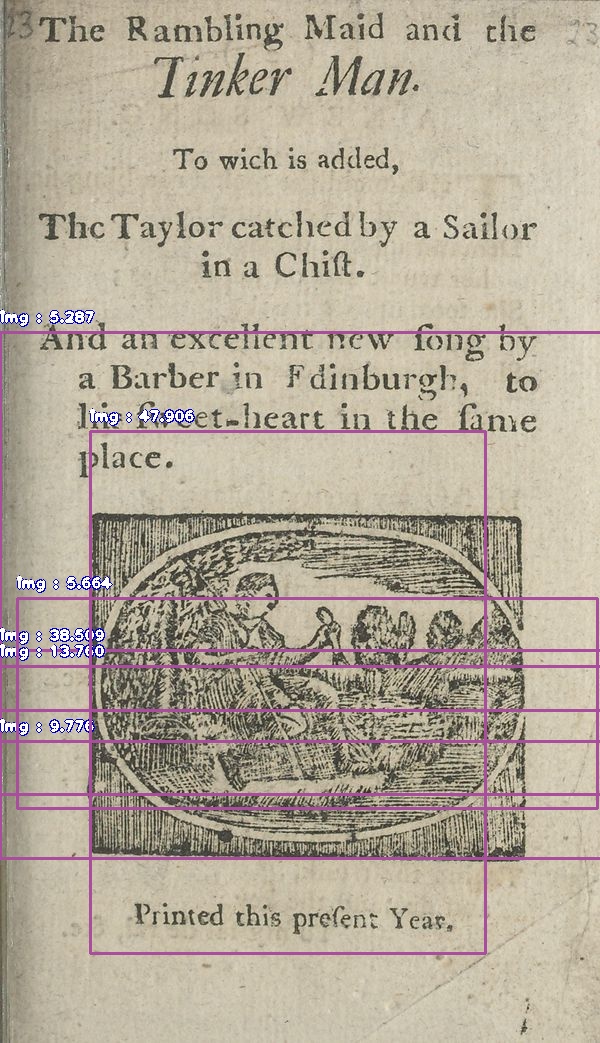 23 The Rambling Maid and the 23
Tinker Man.
To wich is added,
The Taylor catched by a Sailor
in a Chiſt.
Img : 5.287
And an excellent new ſong by
a Barber in Edinburgh, to
his ſweet-heart in the ſame
Img : 47.906
place.
Img : 5.664
Img : 38.509
Img : 13.760
Img : 9.776
Printed this preſent Year.